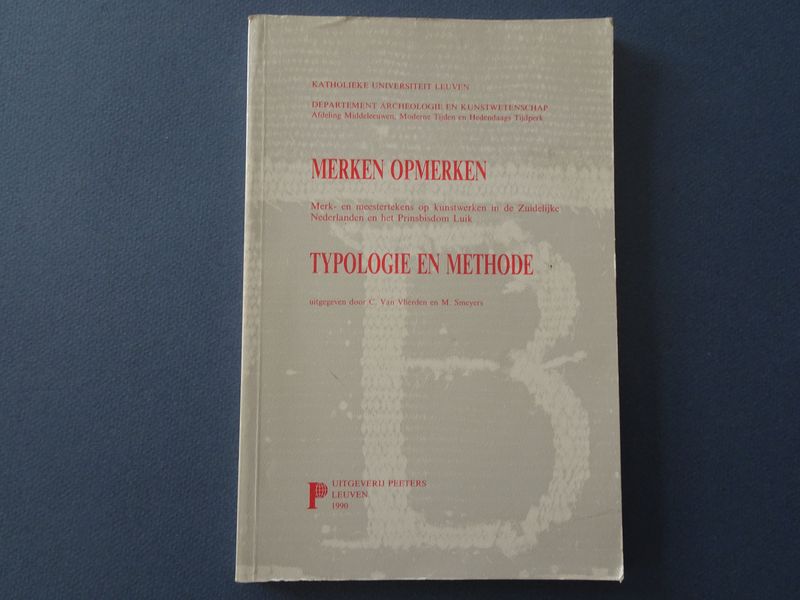 KATHOLIEKE UNIVERSITEIT LEUVEN
DEPARTEMENT ARCHEOLOGIE EN KUNSTWETENSCHAP
Afdeling Middeleeuwen, Moderne Tijden en Hedendaags Tijdperk
MERKEN OPMERKEN
Merk- en meestertekens op kunstwerken in de Zuidelijke
Nederlanden en het Prinsbisdom Luik
TYPOLOGIE EN METHODE
uitgegeven door C. Van Vlierden en M. Smeyers
B
P
UITGEVERIJ PEETERS
LEUVEN
1990